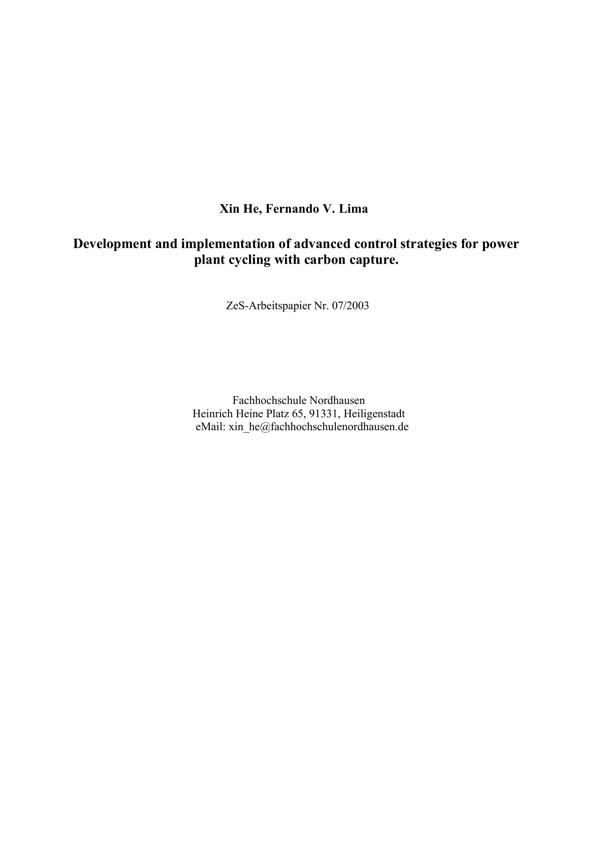 Xin He, Fernando V. Lima
Development and implementation of advanced control strategies for power
plant cycling with carbon capture.
ZeS-Arbeitspapier Nr. 07/2003
Fachhochschule Nordhausen
Heinrich Heine Platz 65, 91331, Heiligenstadt
eMail: xin_he@fachhochschulenordhausen.de